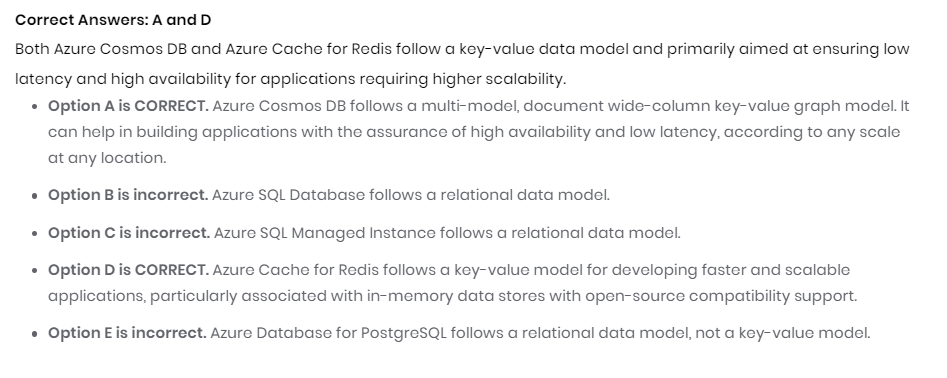 Correct Answers: A and D
Both Azure Cosmos DB and Azure Cache for Redis follow a key-value data model and primarily aimed at ensuring low
latency and high availability for applications requiring higher scalability.
• Option A is CORRECT. Azure Cosmos DB follows a multi-model, document wide-column key-value graph model. It
can help in building applications with the assurance of high availability and low latency, according to any scale
at any location.
• Option B is incorrect. Azure SQL Database follows a relational data model.
• Option C is incorrect. Azure SQL Managed Instance follows a relational data model.
• Option D is CORRECT. Azure Cache for Redis follows a key-value model for developing faster and scalable
applications, particularly associated with in-memory data stores with open-source compatibility support.
• Option E is incorrect. Azure Database for PostgreSQL follows a relational data model, not a key-value model.